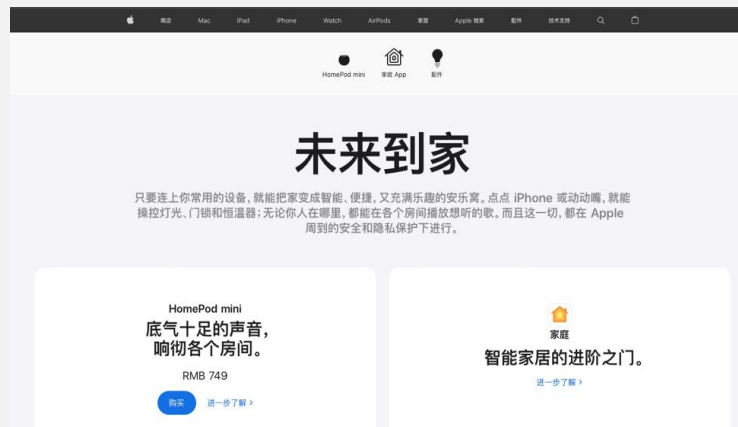 商店 Mac iPad iPhone Watch AirPods 家居 Apple 独家 配件 技术支持
HomePod mini 家庭 App 配件
未来到家
只要连上你常用的设备，就能把家变成智能、便捷，又充满乐趣的安乐窝。点点 iPhone 或动动嘴，就能
操控灯光、门锁和恒温器；无论你人在哪里，都能在各个房间播放想听的歌。而且这一切，都在 Apple
周到的安全和隐私保护下进行。
HomePod mini
底气十足的声音，
响彻各个房间。
RMB 749
购买 进一步了解 >
家庭
智能家居的进阶之门。
进一步了解 >